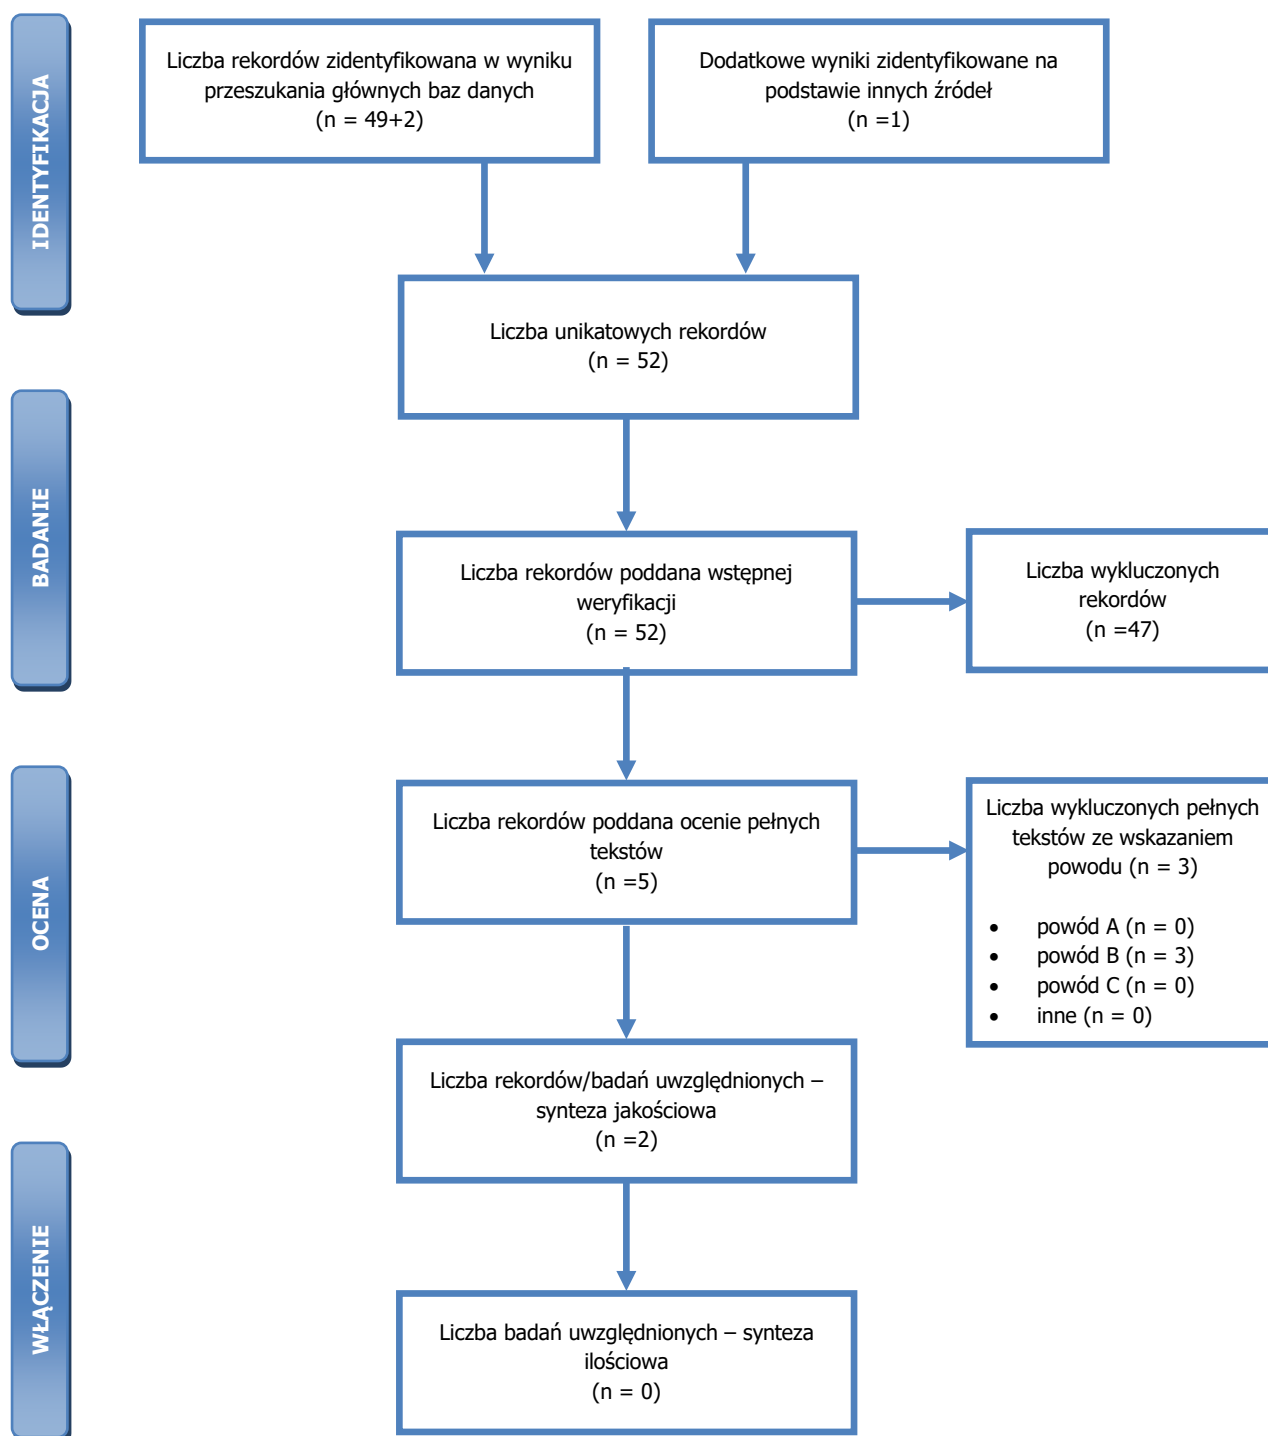 IDENTYFIKACJA
Liczba rekordów zidentyfikowana w wyniku
przeszukania głównych baz danych
(n = 49+2)
Dodatkowe wyniki zidentyfikowane na
podstawie innych źródeł
(n =1)
Liczba unikatowych rekordów
(n = 52)
BADANIE
Liczba rekordów poddana wstępnej
weryfikacji
(n = 52)
Liczba wykluczonych
rekordów
(n =47)
OCENA
Liczba rekordów poddana ocenie pełnych
tekstów
(n =5)
Liczba wykluczonych pełnych
tekstów ze wskazaniem
powodu (n = 3)
• powód A (n = 0)
• powód B (n = 3)
• powód C (n = 0)
• inne (n = 0)
Liczba rekordów/badań uwzględnionych –
synteza jakościowa
(n =2)
WŁĄCZENIE
Liczba badań uwzględnionych – synteza
ilościowa
(n = 0)